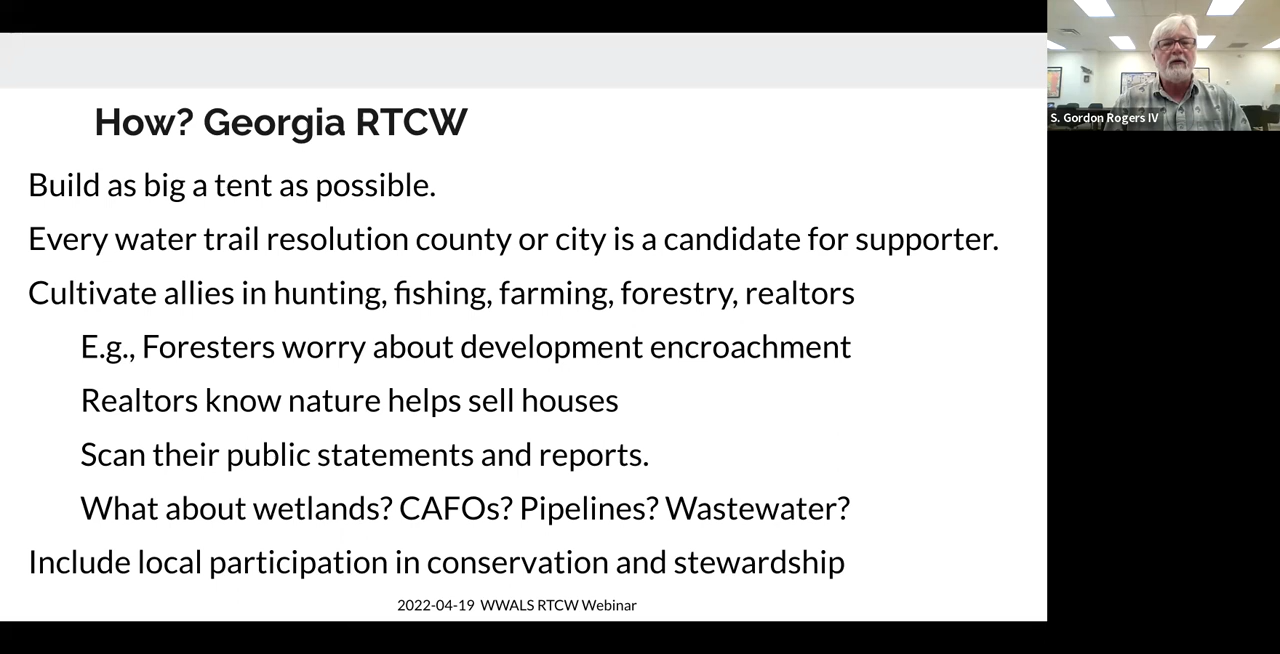 How? Georgia RTCW
Build as big a tent as possible.
Every water trail resolution county or city is a candidate for supporter.
Cultivate allies in hunting, fishing, farming, forestry, realtors
E.g., Foresters worry about development encroachment
Realtors know nature helps sell houses
Scan their public statements and reports.
What about wetlands? CAFOs? Pipelines? Wastewater?
Include local participation in conservation and stewardship
2022-04-19 WWALS RTCW Webinar
S. Gordon Rogers IV